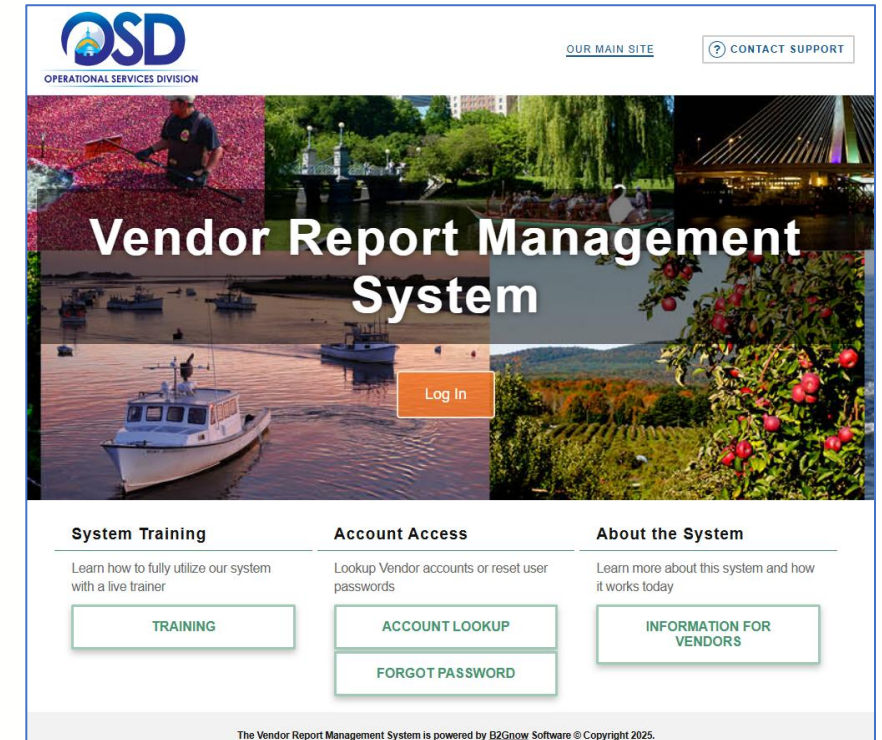 OSD
OPERATIONAL SERVICES DIVISION
OUR MAIN SITE
? CONTACT SUPPORT
Vendor Report Management
System
Log In
System Training
Learn how to fully utilize our system
with a live trainer
TRAINING
Account Access
Lookup Vendor accounts or reset user
passwords
ACCOUNT LOOKUP
FORGOT PASSWORD
About the System
Learn more about this system and how
it works today
INFORMATION FOR
VENDORS
The Vendor Report Management System is powered by B2Gnow Software © Copyright 2025.